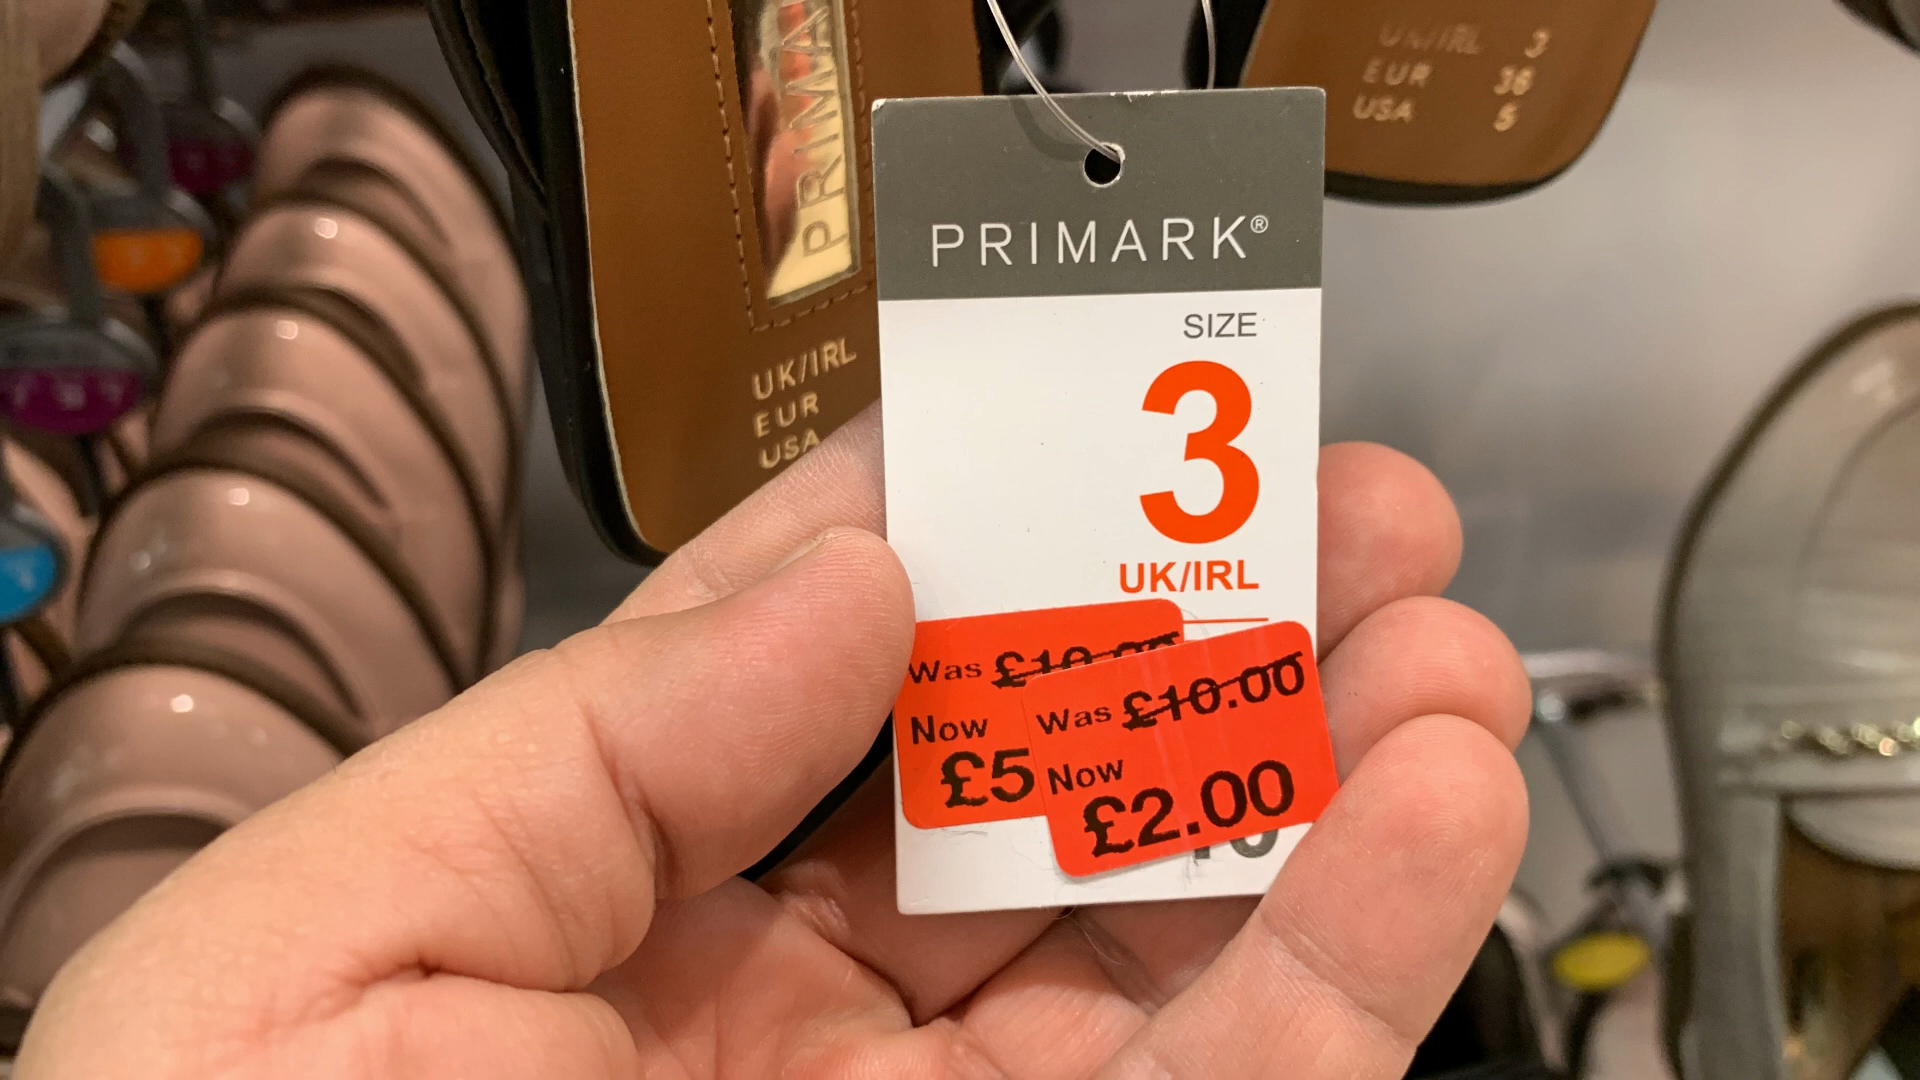 PRIMARK®
SIZE
3
UK/IRL
Was £10.00
Now
£5
Was £10.00
Now
£2.00
PRIMA
UK/IRL
EUR
USA
UK/IRL 3
EUR 36
USA 5